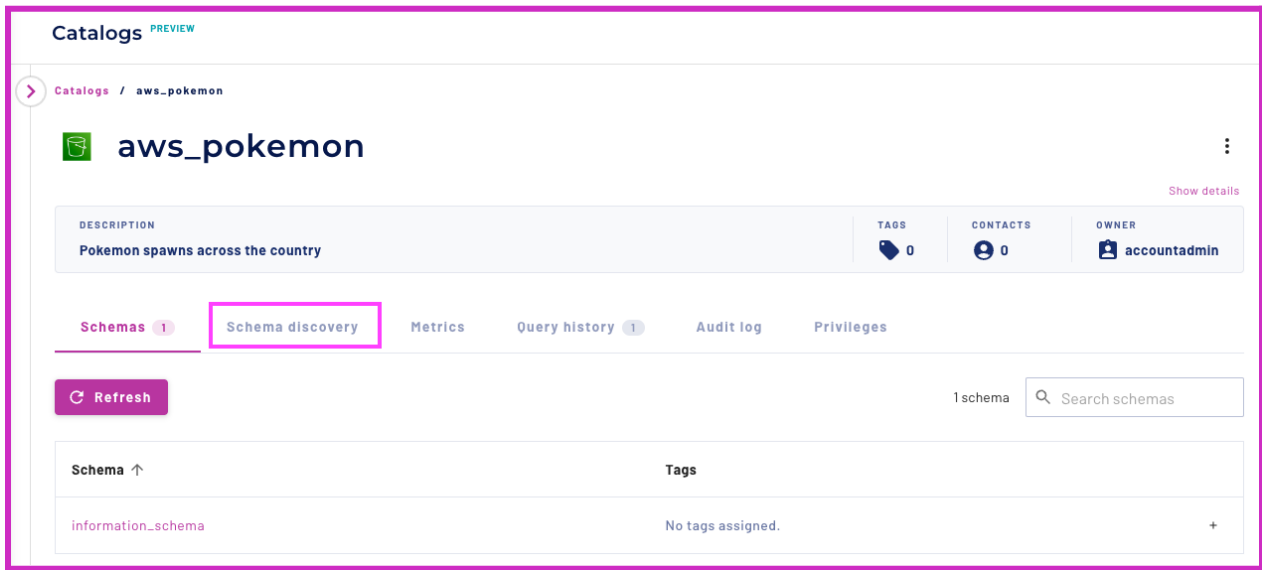 Catalogs PREVIEW
Catalogs / aws_pokemon
aws_pokemon
Show details
DESCRIPTION TAGS CONTACTS OWNER
Pokemon spawns across the country 0 0 accountadmin
Schemas 1 Schema discovery Metrics Query history 1 Audit log Privileges
Refresh 1 schema Search schemas
Schema Tags
information_schema No tags assigned. +